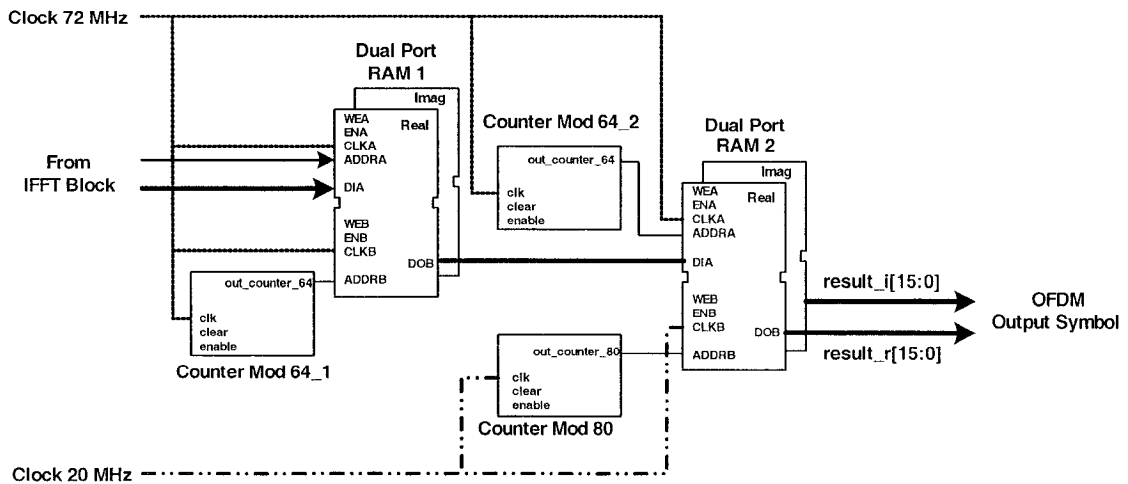 Clock 72 MHz
Dual Port
RAM 1
Imag
WEA
ENA
CLKA
ADDRA
DIA
WEB
ENB
CLKB
ADDRB
Real
DOB
From
IFFT Block
out_counter_64
clk
clear
enable
Counter Mod 64_1
Counter Mod 64_2
out_counter_64
clk
clear
enable
Dual Port
RAM 2
Imag
WEA
ENA
CLKA
ADDRA
DIA
WEB
ENB
CLKB
ADDRB
Real
DOB
out_counter_80
clk
clear
enable
Counter Mod 80
result_i[15:0]
result_r[15:0]
OFDM
Output Symbol
Clock 20 MHz